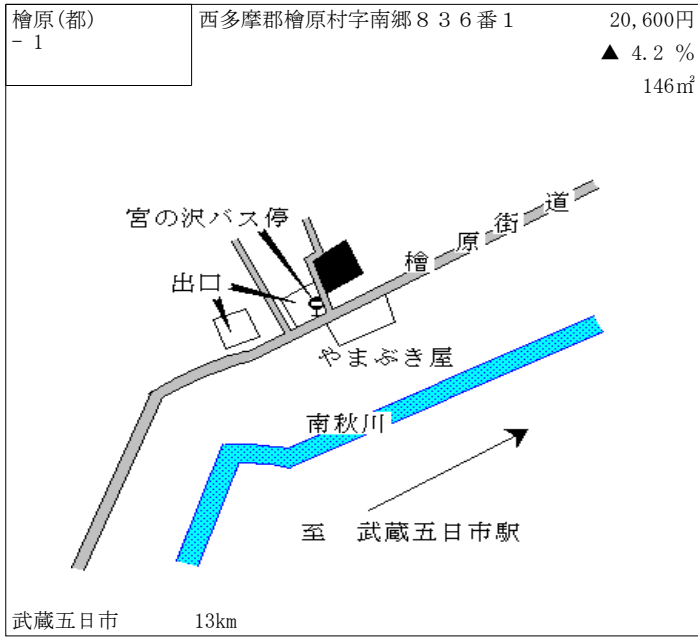 檜原(都) 西多摩郡檜原村字南郷８３６番１ 20,600円
－ 1 ▲ 4.2 %
146㎡
檜原街道
宮の沢バス停
出口
やまぶき屋
南秋川
至 武蔵五日市駅
武蔵五日市 13km